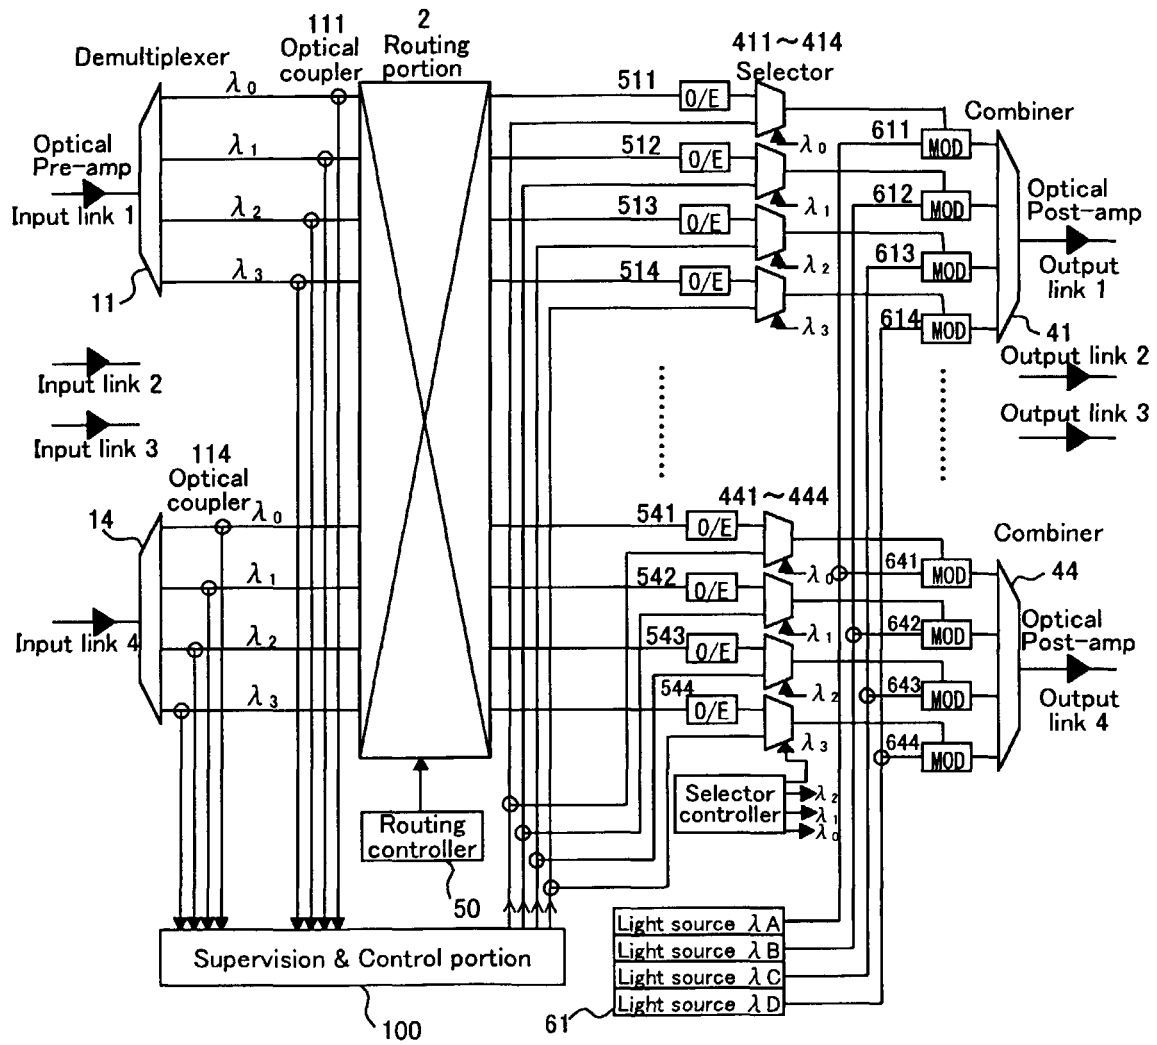 111
2
Optical
coupler
Routing
portion
411～414
Selector
Demultiplexer
λ0
511
O/E
Combiner
Optical
Pre-amp
Input link 1
λ1
512
O/E
λ0
611
MOD
Optical
Post-amp
λ2
513
O/E
λ1
612
MOD
Output
link 1
λ3
514
O/E
λ2
613
MOD
11
λ3
614
MOD
41
Input link 2
Output link 2
Input link 3
Output link 3
114
Optical
coupler
441～444
14
λ0
541
O/E
Combiner
λ1
542
O/E
λ0
641
MOD
44
Input link 4
λ2
543
O/E
λ1
642
MOD
Optical
Post-amp
λ3
544
O/E
λ2
643
MOD
Output
link 4
λ3
644
MOD
Selector
controller
λ2
λ1
λ0
Routing
controller
50
Light source λA
Light source λB
Light source λC
Light source λD
61
Supervision & Control portion
100